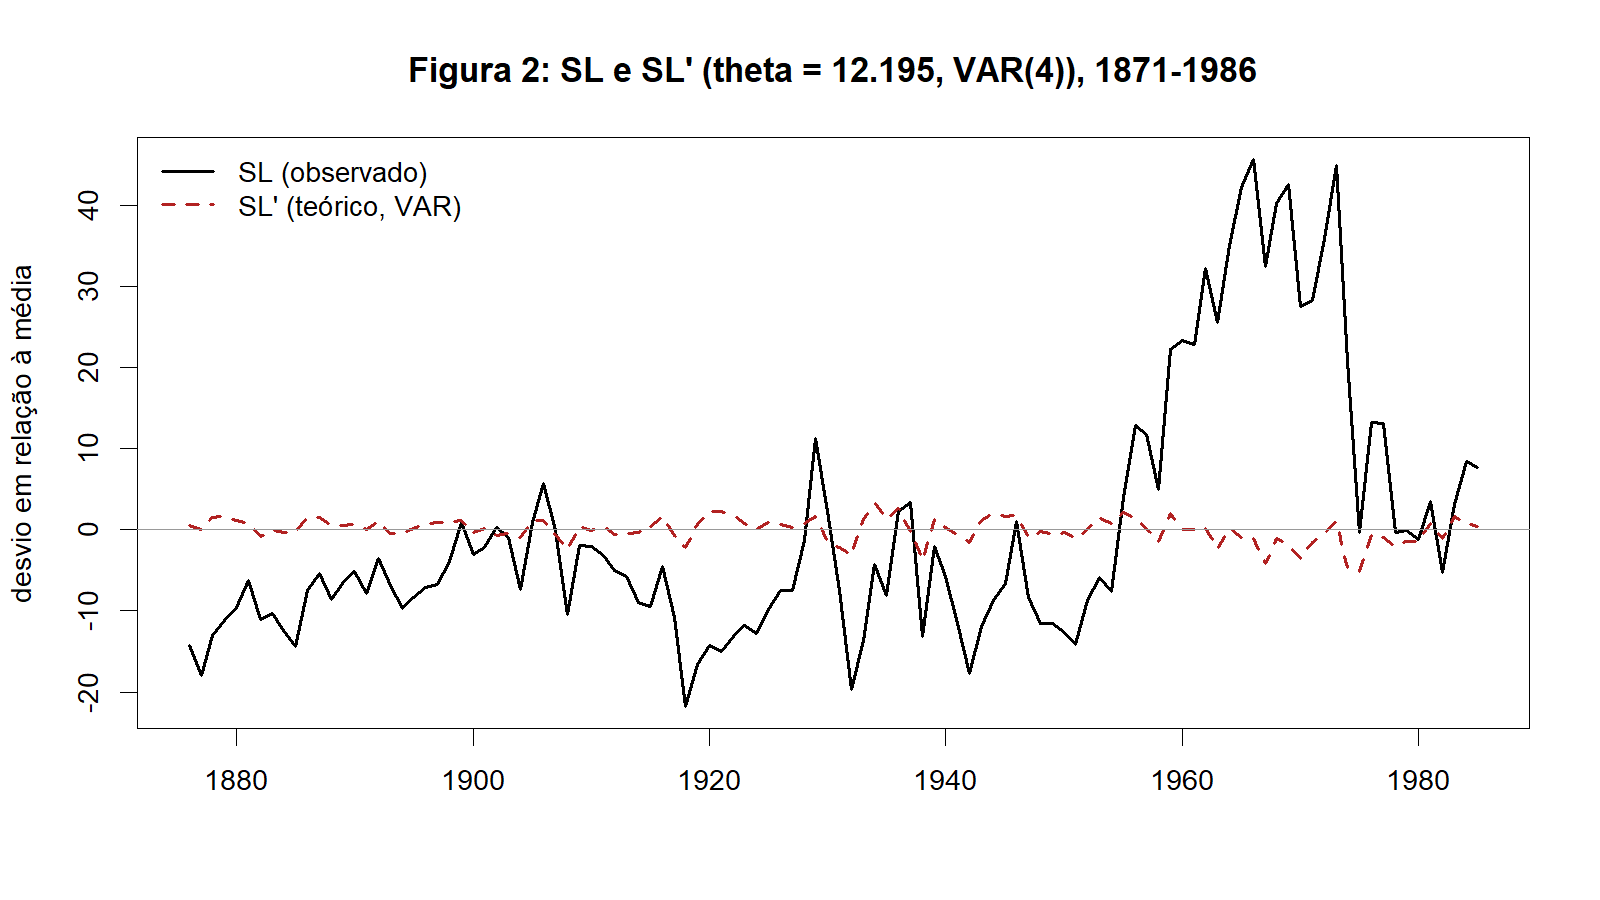 Figura 2: SL e SL' (theta = 12.195, VAR(4)), 1871-1986
SL (observado)
SL' (teórico, VAR)
desvio em relação à média
40
30
20
10
0
-10
-20
1880 1900 1920 1940 1960 1980